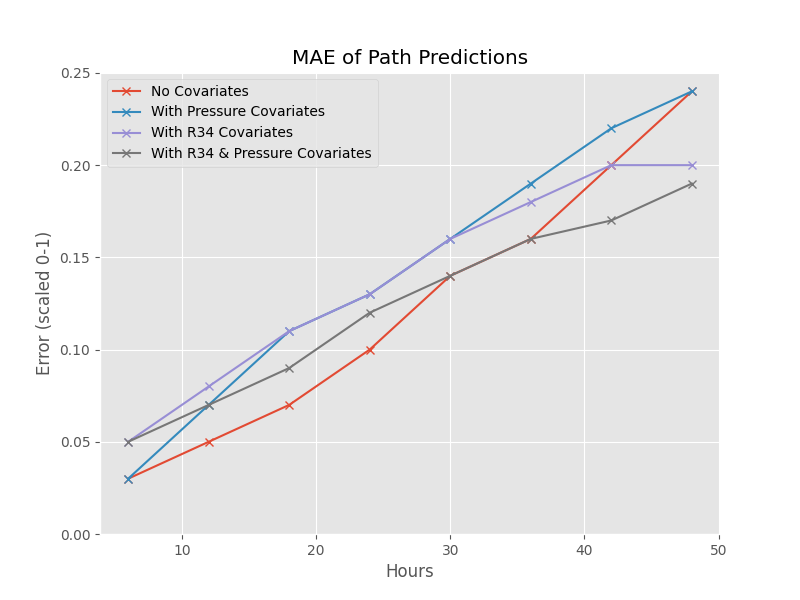 MAE of Path Predictions
No Covariates
With Pressure Covariates
With R34 Covariates
With R34 & Pressure Covariates
0.25
0.20
0.15
0.10
0.05
0.00
Error (scaled 0-1)
10 20 30 40 50
Hours